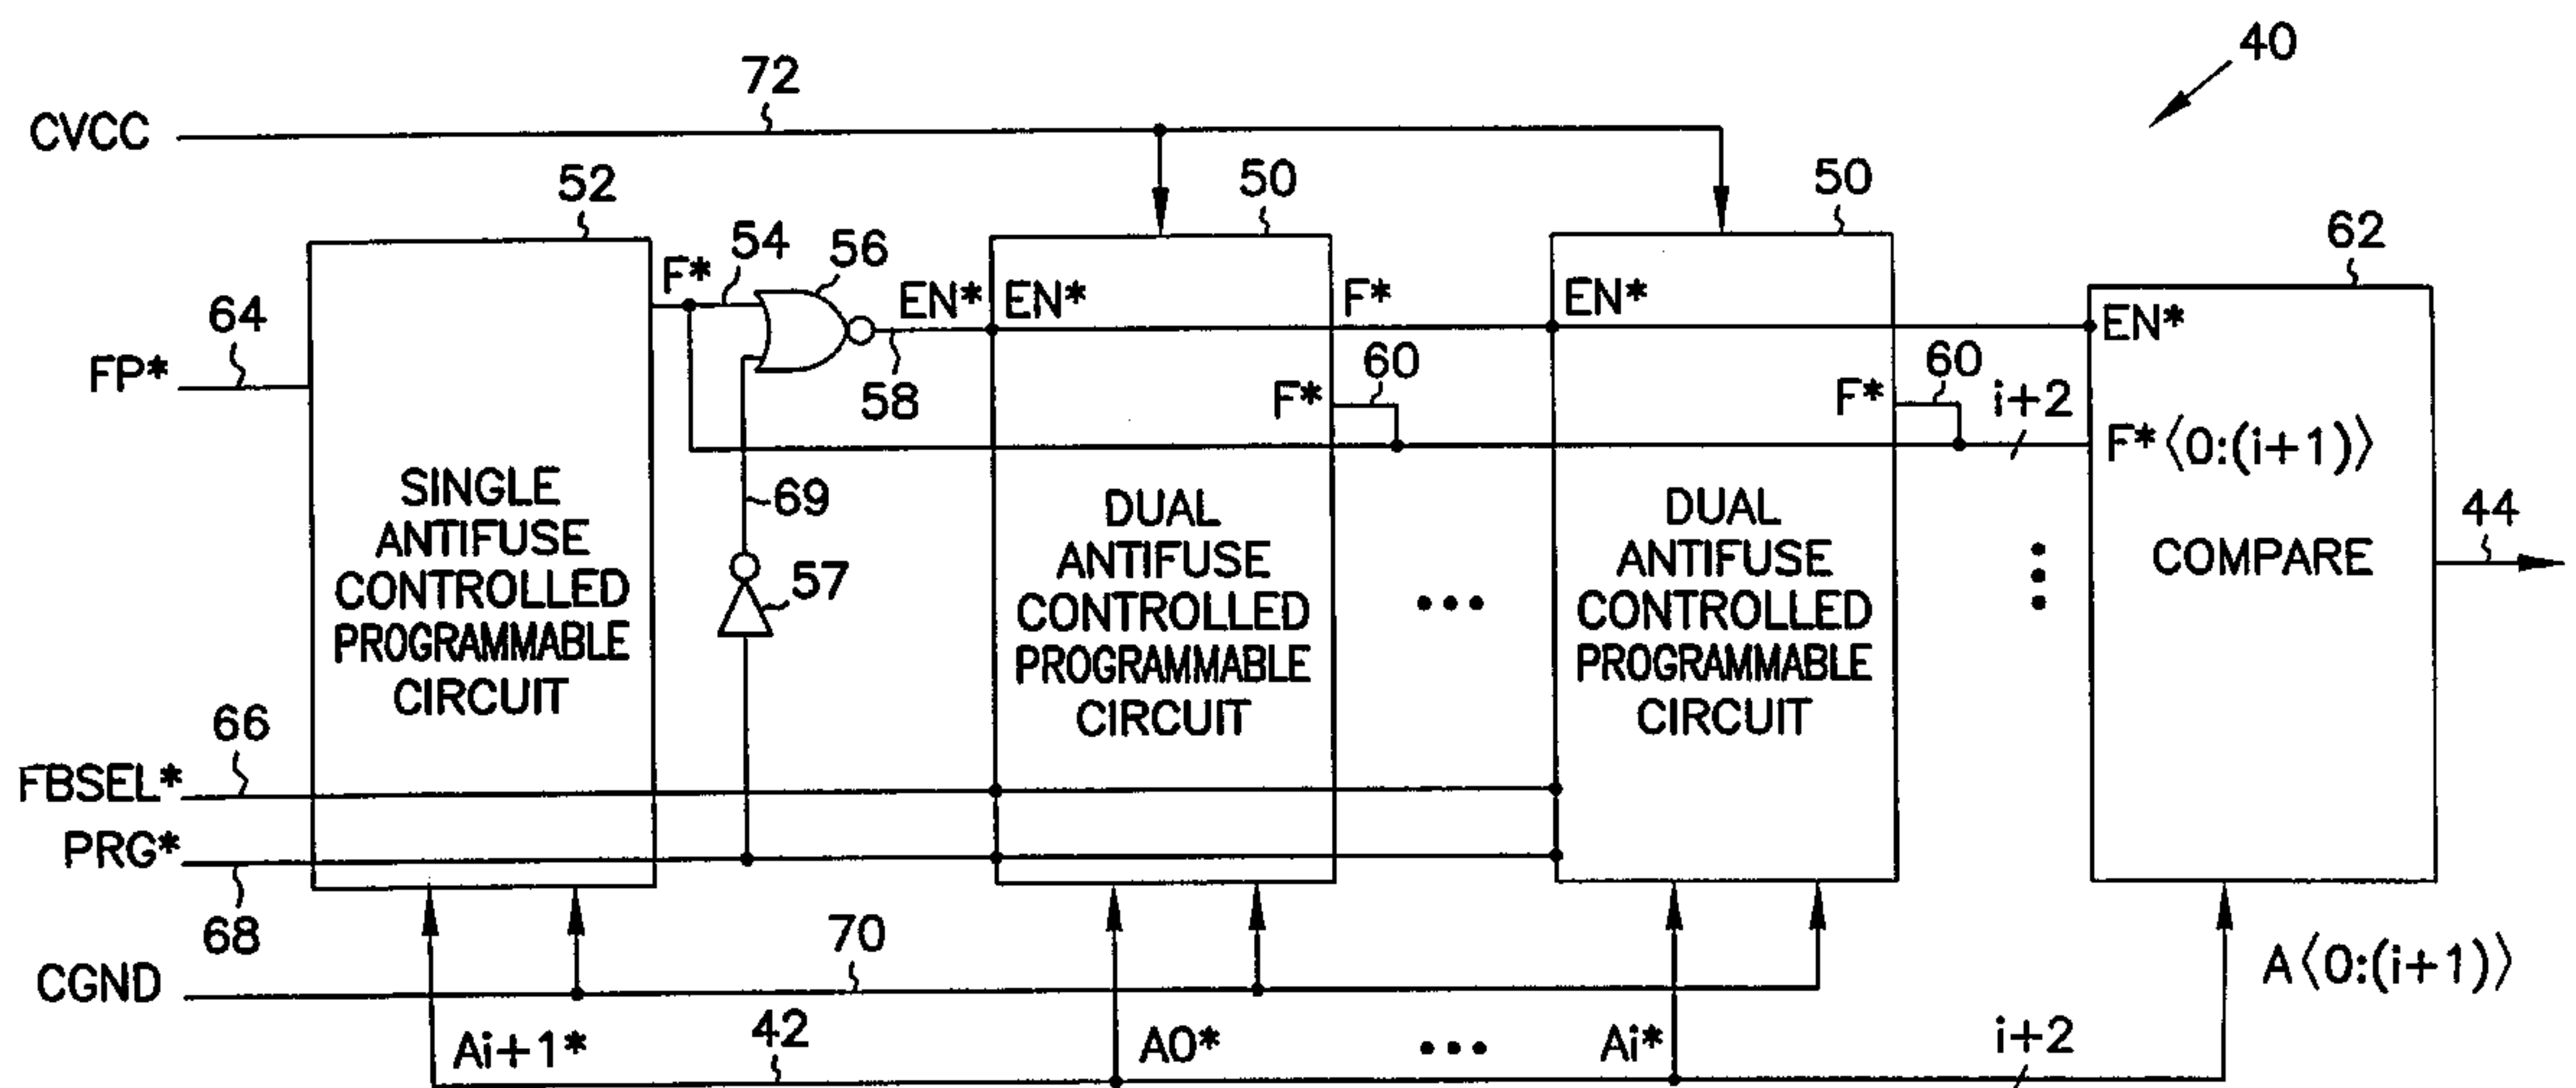 40
72
CVCC
52
50
50
62
F*
54
56
EN*
EN*
F*
EN*
EN*
64
FP*
58
F*
60
F*
60
i+2
F*⟨0:(i+1)⟩
SINGLE
ANTIFUSE
CONTROLLED
PROGRAMMABLE
CIRCUIT
69
57
DUAL
ANTIFUSE
CONTROLLED
PROGRAMMABLE
CIRCUIT
•••
DUAL
ANTIFUSE
CONTROLLED
PROGRAMMABLE
CIRCUIT
COMPARE
44
66
FBSEL*
PRG*
68
CGND
70
A⟨0:(i+1)⟩
Ai+1*
42
A0*
•••
Ai*
i+2